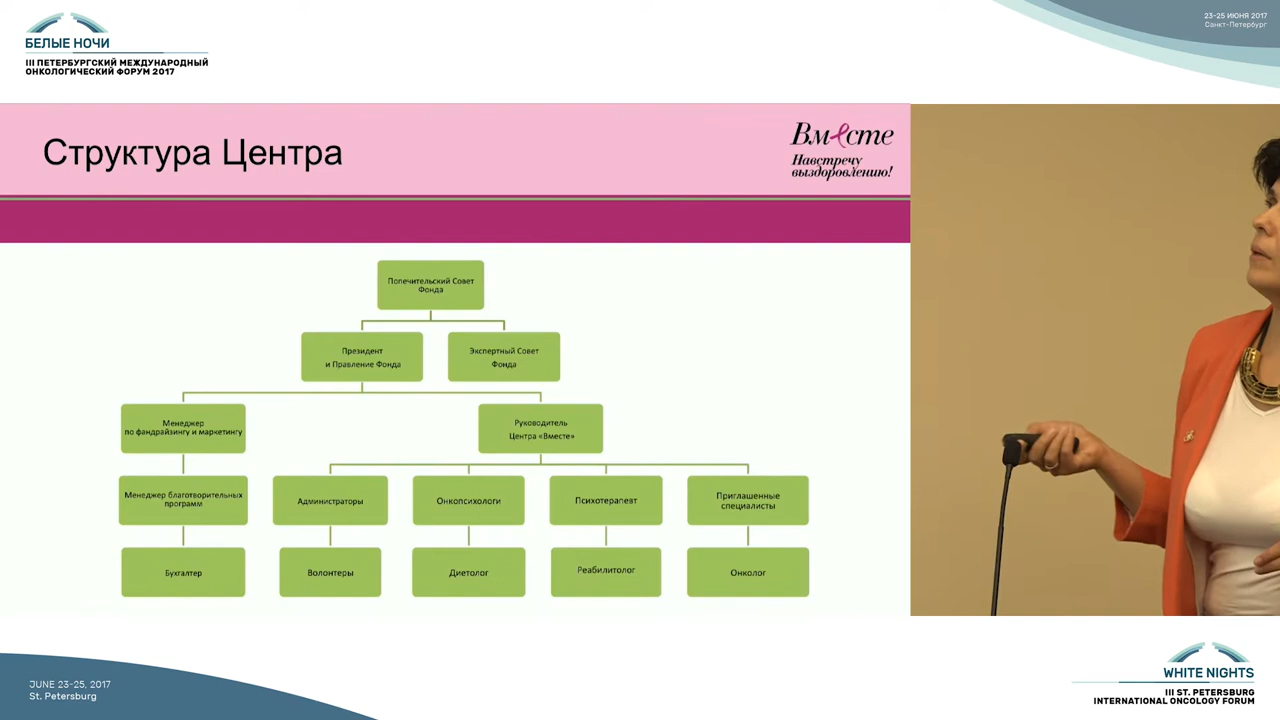 БЕЛЫЕ НОЧИ
III ПЕТЕРБУРГСКИЙ МЕЖДУНАРОДНЫЙ
ОНКОЛОГИЧЕСКИЙ ФОРУМ 2017
23-25 ИЮНЯ 2017
Санкт-Петербург
Структура Центра
Вместе
Навстречу
выздоровлению!
Попечительский Совет
Фонда
Президент
и Правление Фонда
Экспертный Совет
Фонда
Менеджер
по фандрайзингу и маркетингу
Руководитель
Центра «Вместе»
Менеджер благотворительных
программ
Администраторы
Онкопсихологи
Психотерапевт
Приглашенные
специалисты
Бухгалтер
Волонтеры
Диетолог
Реабилитолог
Онколог
JUNE 23-25, 2017
St. Petersburg
WHITE NIGHTS
III ST. PETERSBURG
INTERNATIONAL ONCOLOGY FORUM